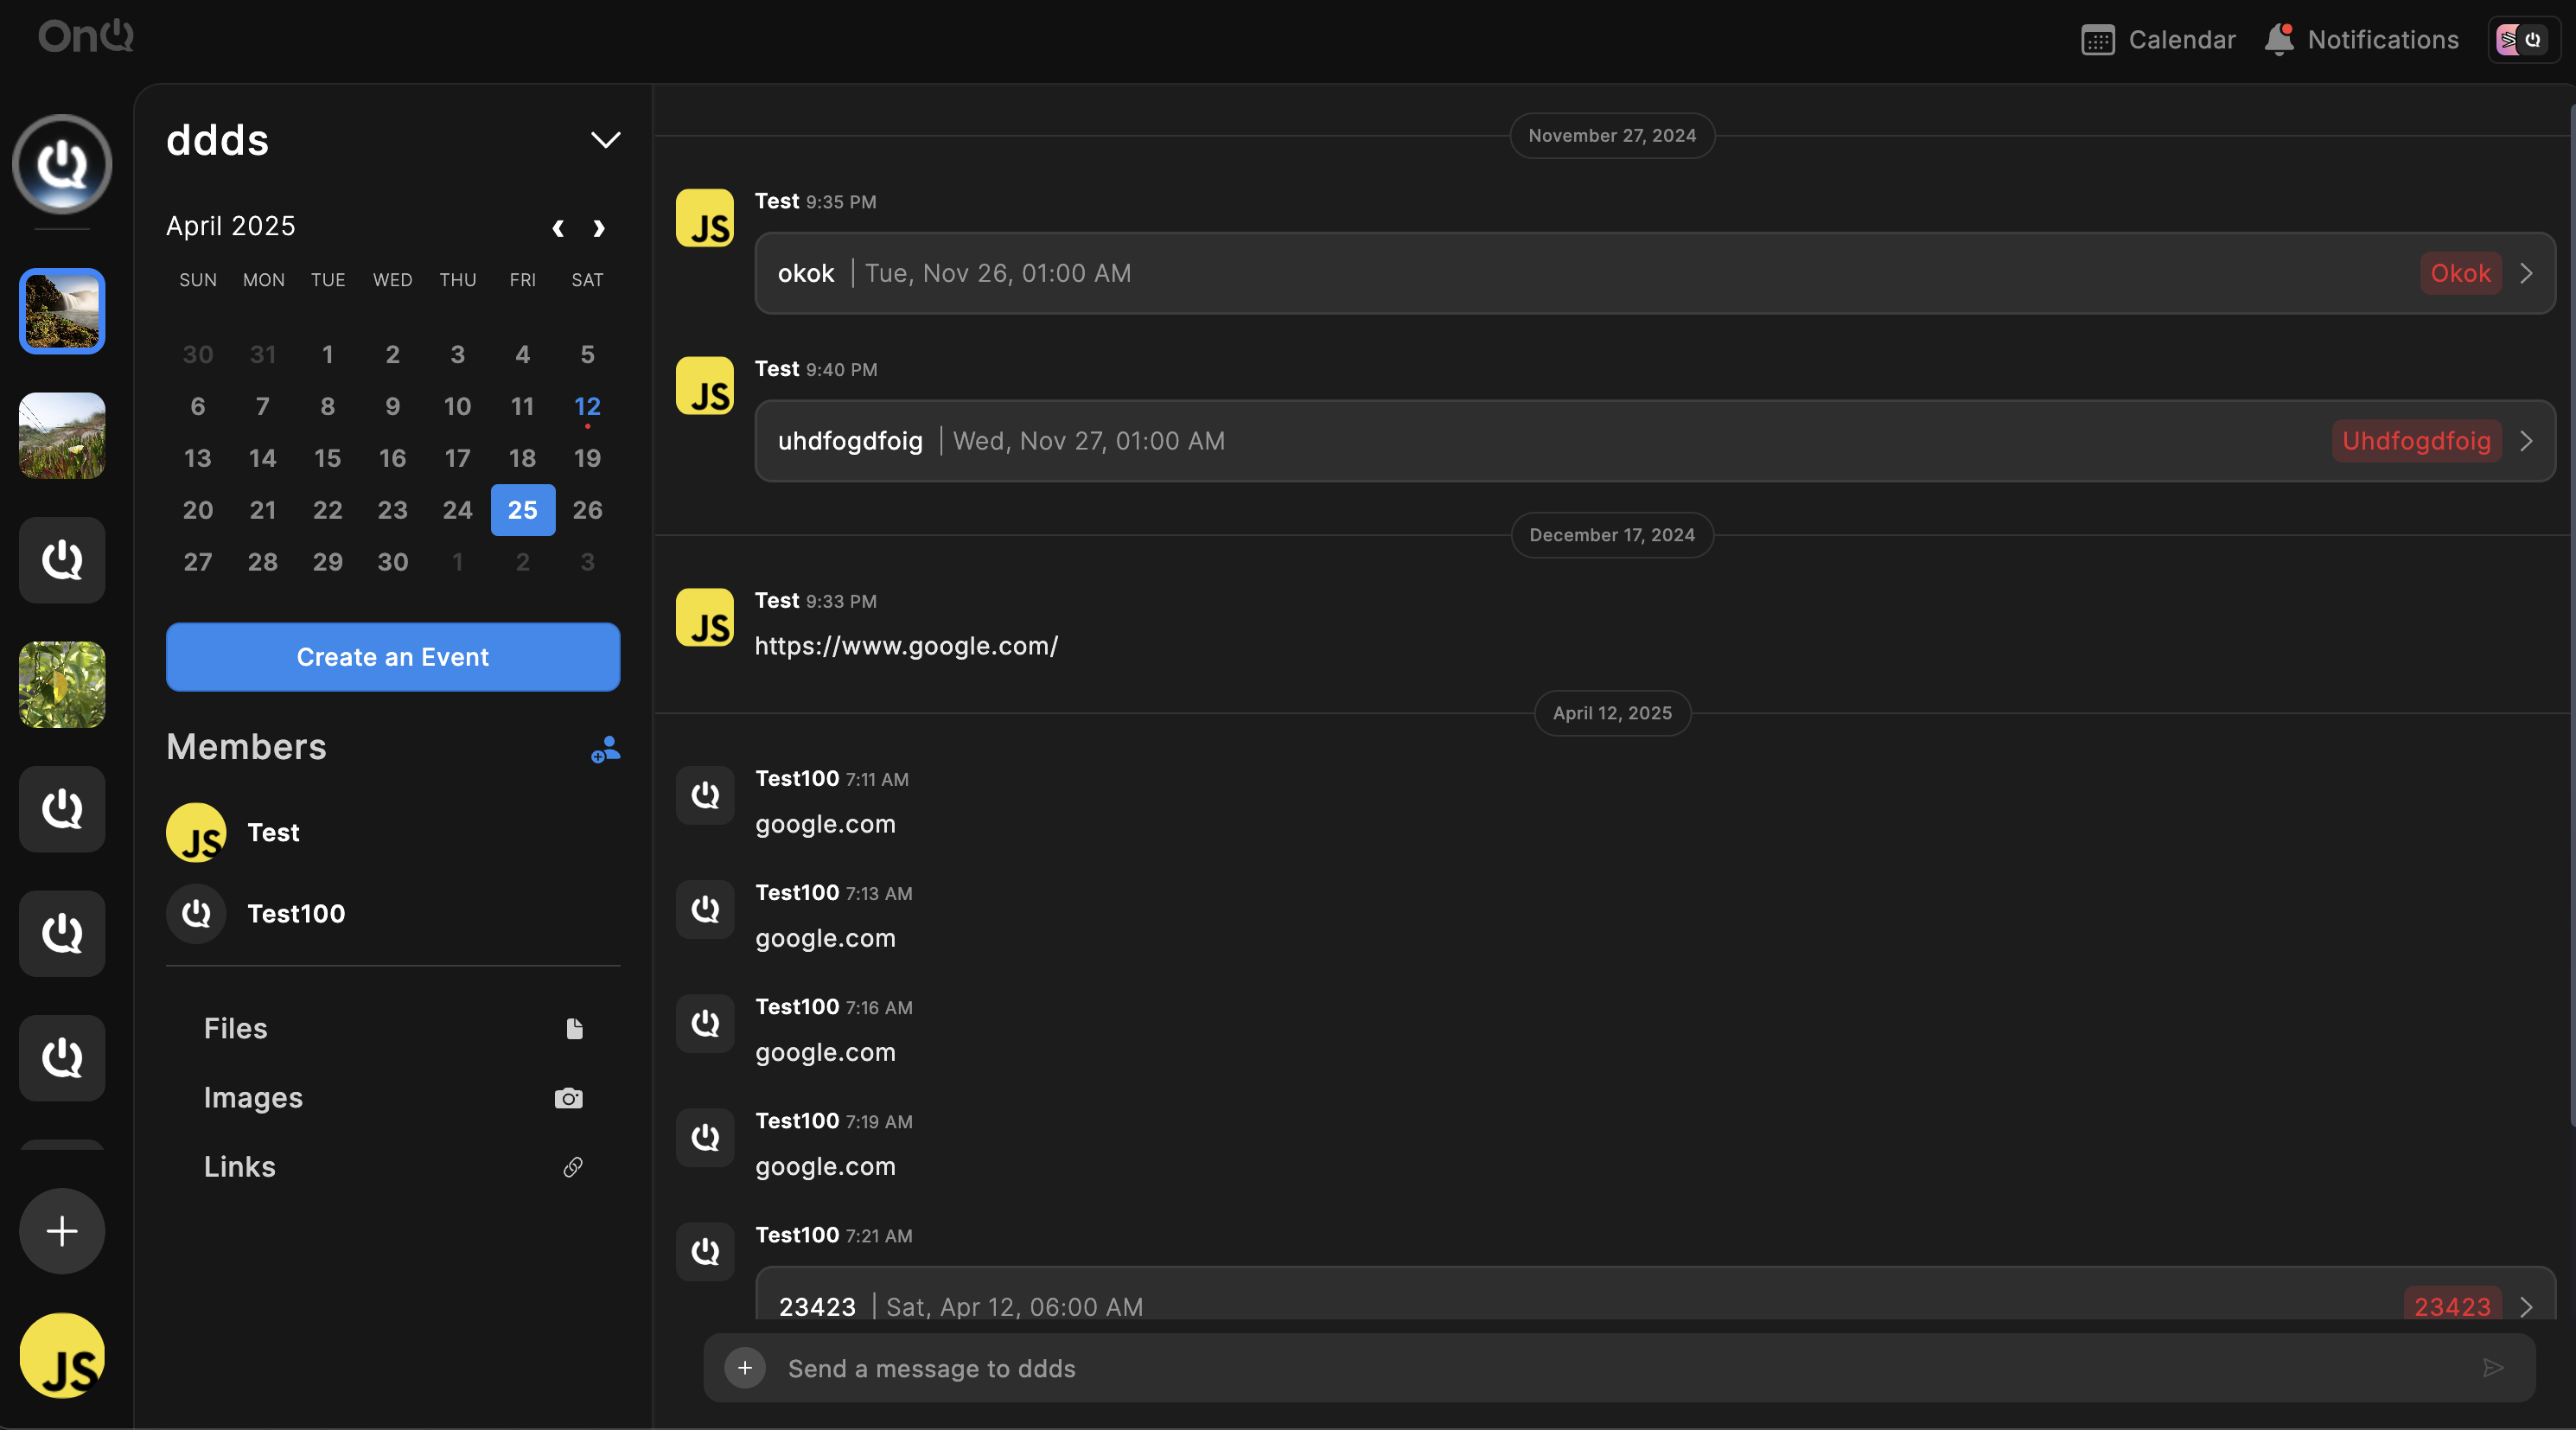 OnQ
Calendar
Notifications
ddds
April 2025
SUN MON TUE WED THU FRI SAT
30 31 1 2 3 4 5
6 7 8 9 10 11 12
13 14 15 16 17 18 19
20 21 22 23 24 25 26
27 28 29 30 1 2 3
Create an Event
Members
JS Test
Test100
Files
Images
Links
JS
November 27, 2024
JS Test 9:35 PM
okok | Tue, Nov 26, 01:00 AM Okok
JS Test 9:40 PM
uhdfogdfoig | Wed, Nov 27, 01:00 AM Uhdfogdfoig
December 17, 2024
JS Test 9:33 PM
https://www.google.com/
April 12, 2025
Test100 7:11 AM
google.com
Test100 7:13 AM
google.com
Test100 7:16 AM
google.com
Test100 7:19 AM
google.com
Test100 7:21 AM
23423 | Sat, Apr 12, 06:00 AM 23423
Send a message to ddds